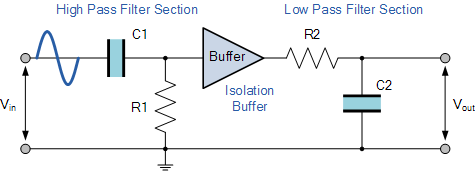 High Pass Filter Section
Low Pass Filter Section
C1
R2
Buffer
Isolation
Buffer
C2
R1
Vin
Vout